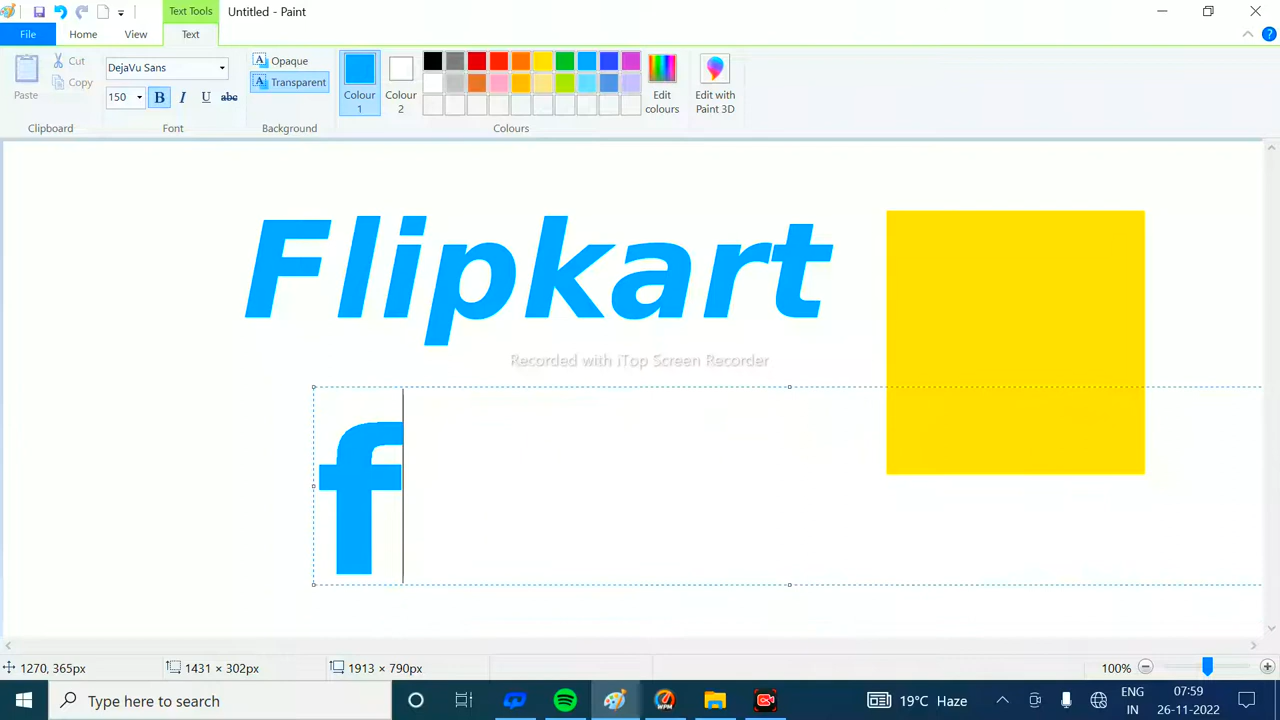 Text Tools
Untitled - Paint
File
Home
View
Text
?
Paste
Cut
Copy
Clipboard
DejaVu Sans
150
B
I
U
abc
Font
A Opaque
A Transparent
Background
Colour
1
Colour
2
Edit
colours
Colours
Edit with
Paint 3D
Flipkart
Recorded with iTop Screen Recorder
f
1270, 365px
1431 × 302px
1913 × 790px
100%
Type here to search
WPM
19°C Haze
ENG
IN
07:59
26-11-2022